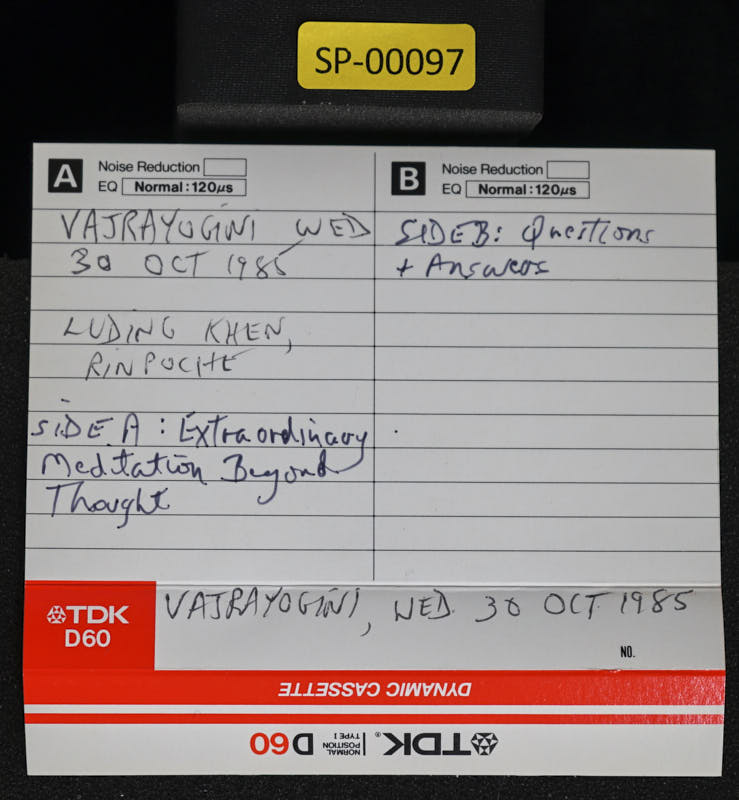 SP-00097
A Noise Reduction
EQ Normal:120μs
VAJRAYOGINI WED
30 OCT 1985
LUDING KHEN,
RINPOCHE
SIDE A: Extraordinary
Meditation Beyond
Thought
B Noise Reduction
EQ Normal:120μs
SIDE B: Questions
+ Answers
TDK
D60
VAJRAYOGINI, WED. 30 OCT. 1985
NO.
DYNAMIC CASSETTE
TDK® NORMAL POSITION TYPE I D60